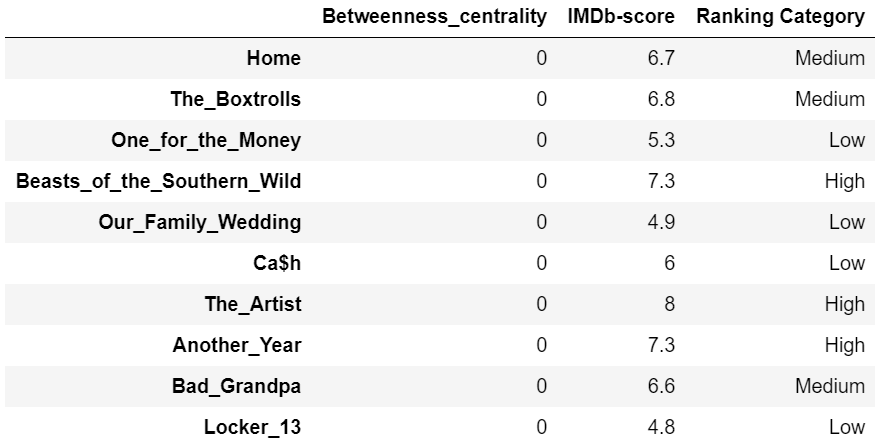 Betweenness_centrality IMDb-score Ranking Category
Home 0 6.7 Medium
The_Boxtrolls 0 6.8 Medium
One_for_the_Money 0 5.3 Low
Beasts_of_the_Southern_Wild 0 7.3 High
Our_Family_Wedding 0 4.9 Low
Ca$h 0 6 Low
The_Artist 0 8 High
Another_Year 0 7.3 High
Bad_Grandpa 0 6.6 Medium
Locker_13 0 4.8 Low